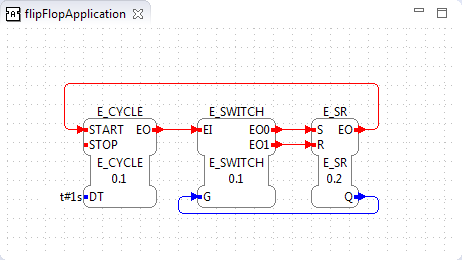 flipFlopApplication
E_CYCLE E_SWITCH E_SR
START EO EI EO0 S EO
STOP EO1 R
E_CYCLE E_SWITCH E_SR
0.1 0.1 0.2
t#1s DT G Q